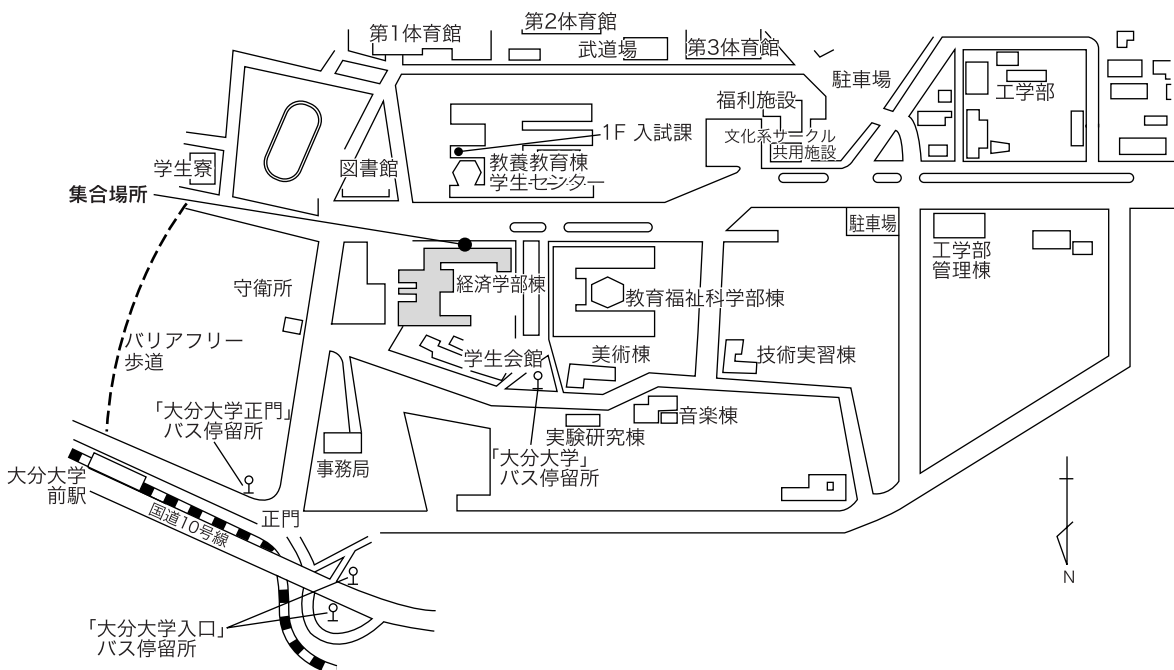 第1体育館
第2体育館
武道場
第3体育館
駐車場
工学部
福利施設
文化系サークル
共用施設
1F 入試課
教養教育棟
学生センター
図書館
学生寮
集合場所
駐車場
工学部
管理棟
経済学部棟
教育福祉科学部棟
守衛所
バリアフリー
歩道
学生会館
美術棟
技術実習棟
音楽棟
実験研究棟
「大分大学」
バス停留所
「大分大学正門」
バス停留所
事務局
大分大学
前駅
国道10号線
正門
「大分大学入口」
バス停留所
N